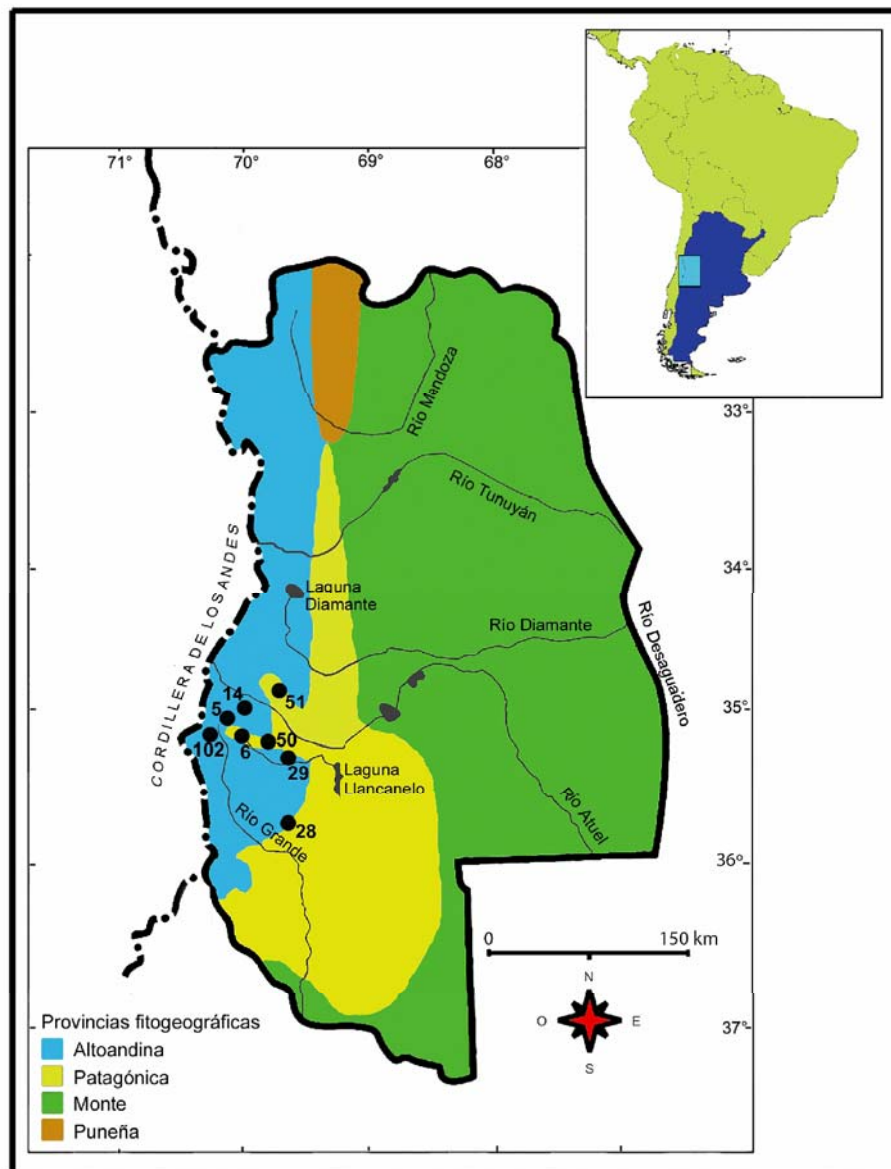 71°
70°
69°
68°
33°
34°
35°
36°
37°
Río Mandoza
Río Tunuyán
Laguna
Diamante
Río Diamante
Río Desaguaidero
CORDILLERA DE LOS ANDES
51
14
5
102
6
50
29
Laguna
Llancanelo
28
Río Grande
Río Atuel
0
150 km
N
O
E
S
Provincias fitogeográficas
Altoandina
Patagónica
Monte
Puneña